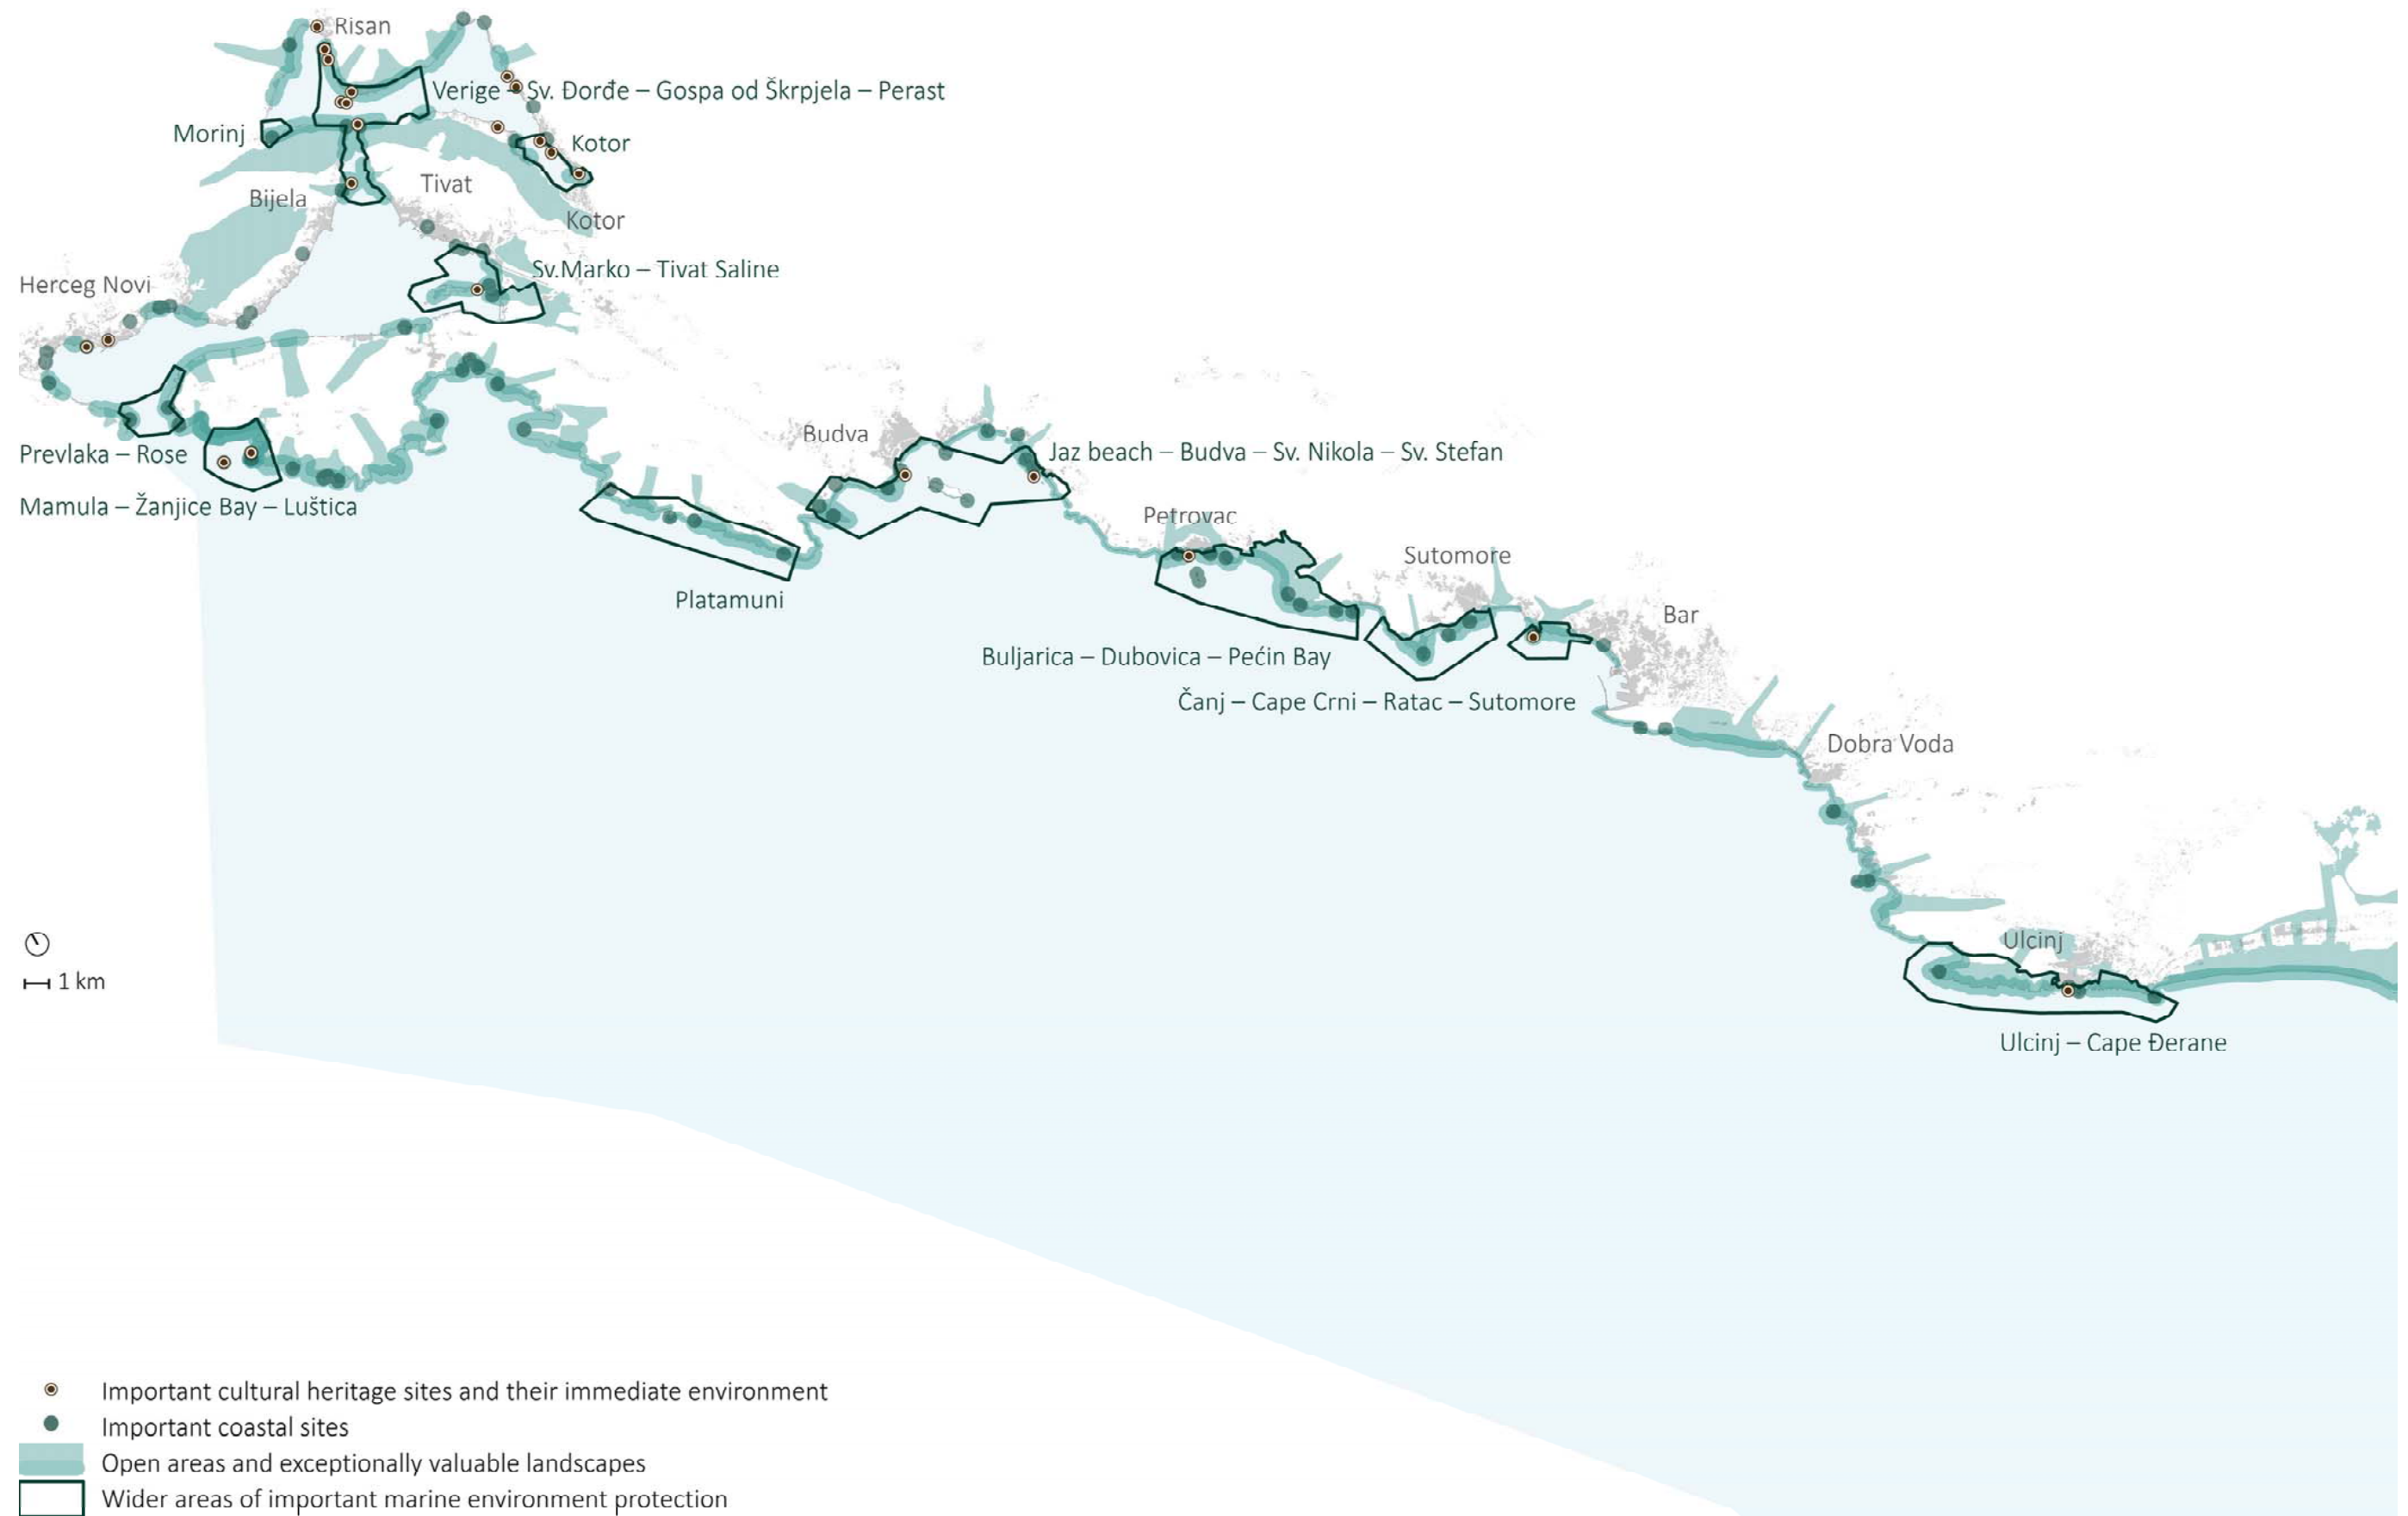 Risan
Verige – Sv. Đorđe – Gospa od Škrpjela – Perast
Morinj
Kotor
Tivat
Bijela
Kotor
Sv.Marko – Tivat Saline
Herceg Novi
Budva
Prevlaka – Rose
Jaz beach – Budva – Sv. Nikola – Sv. Stefan
Mamula – Žanjice Bay – Luštica
Petrovac
Sutomore
Platamuni
Bar
Buljarica – Dubovica – Pećin Bay
Čanj – Cape Crni – Ratac – Sutomore
Dobra Voda
Ulcinj
1 km
Ulcinj – Cape Đerane
Important cultural heritage sites and their immediate environment
Important coastal sites
Open areas and exceptionally valuable landscapes
Wider areas of important marine environment protection